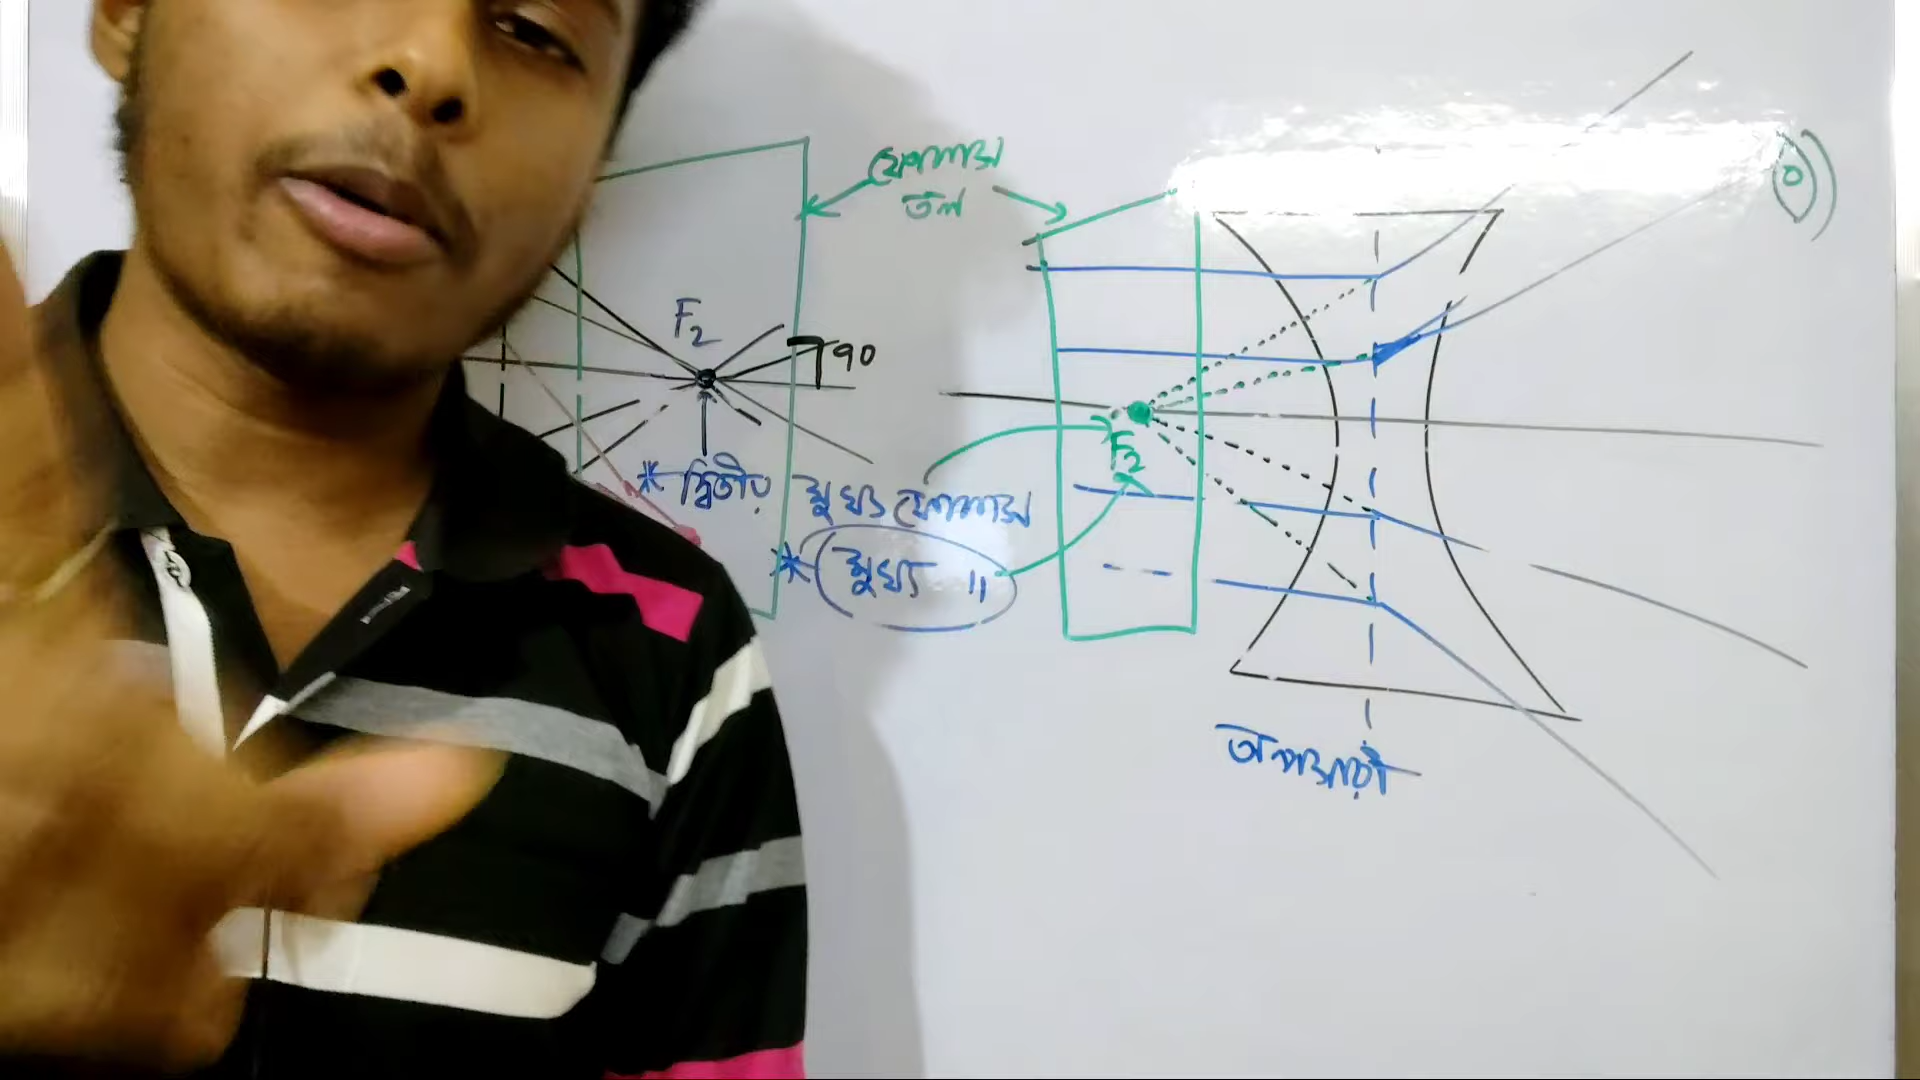 ফোকাস
তল
F₂
90
F₂
* দ্বিতীয় মুখ্য ফোকাস
* মুখ্য "
অপসারী